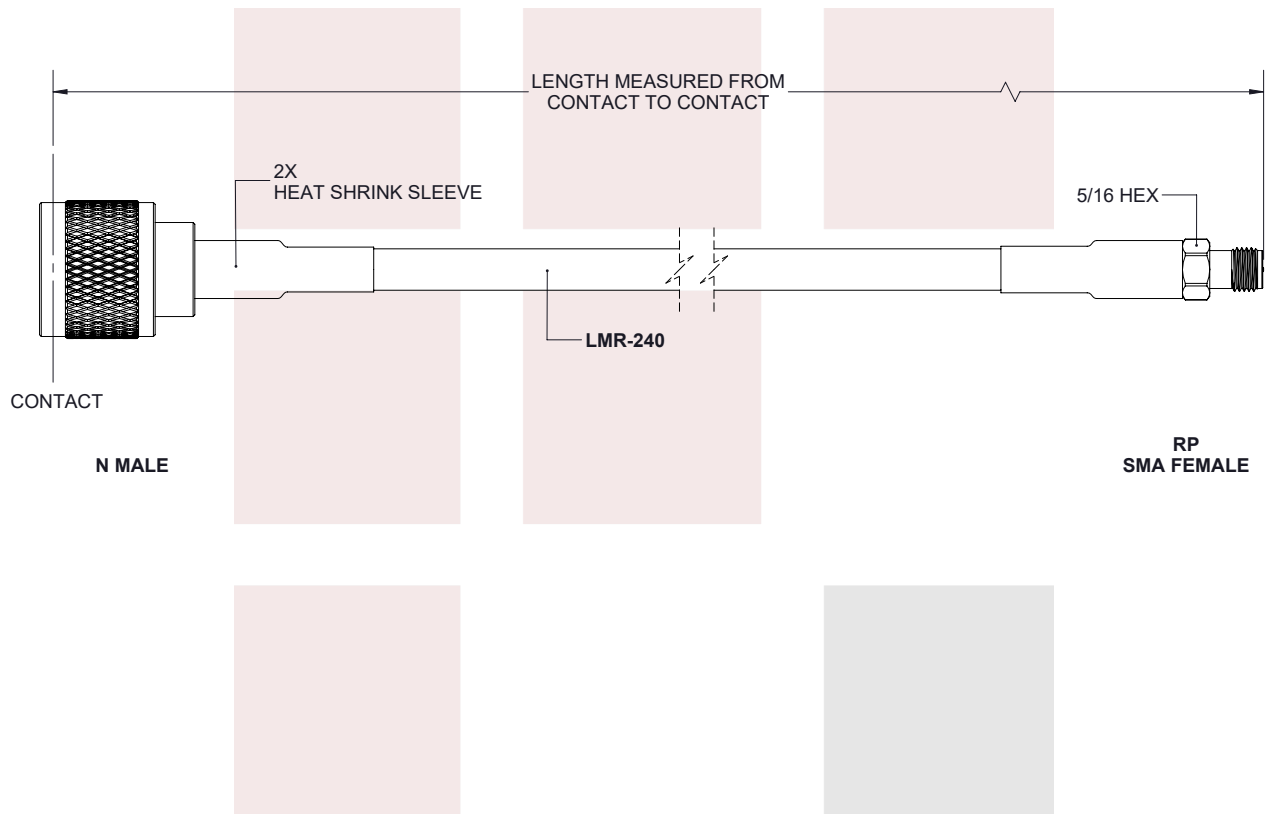 LENGTH MEASURED FROM
CONTACT TO CONTACT
2X
HEAT SHRINK SLEEVE
5/16 HEX
LMR-240
CONTACT
N MALE
RP
SMA FEMALE